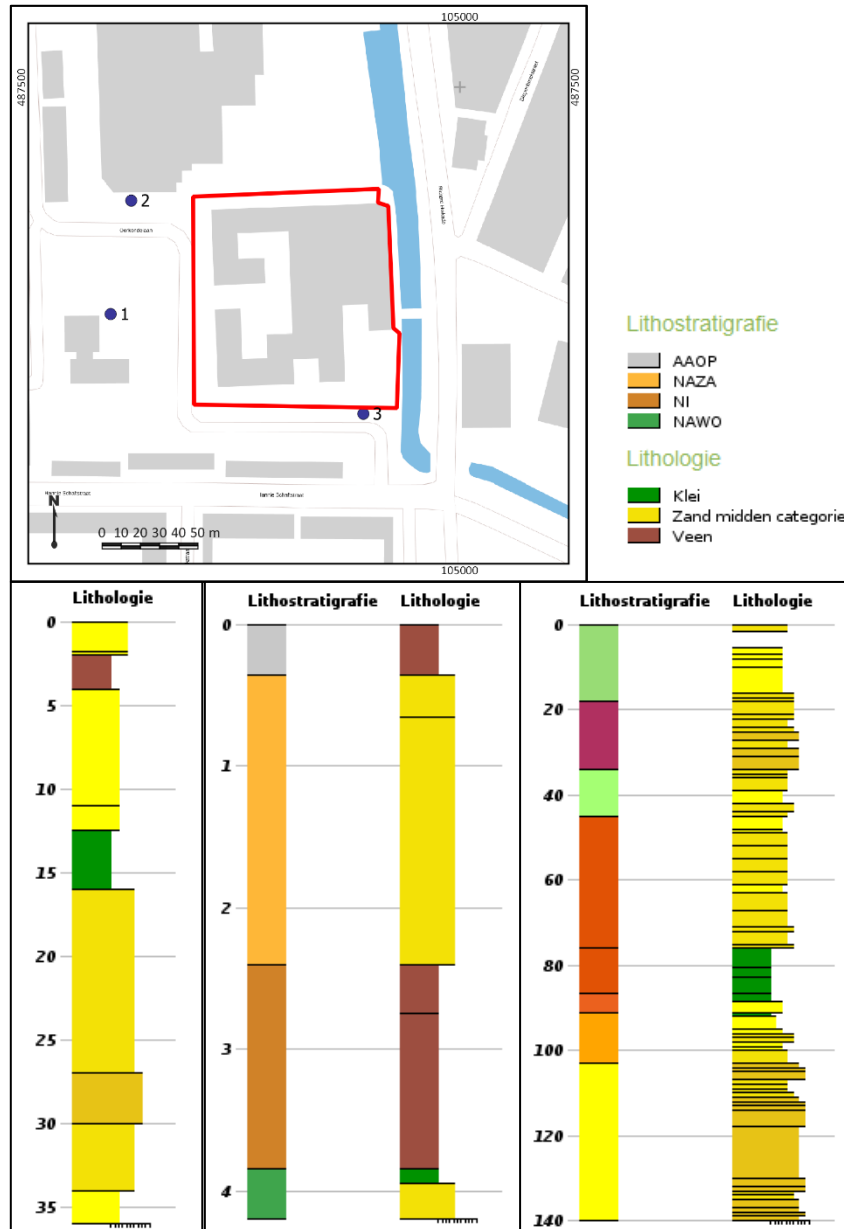 105000
487500
487500
2
1
3
N
0 10 20 30 40 50 m
105000
Lithostratigrafie
AAOP
NAZA
NI
NAWO
Lithologie
Klei
Zand midden categorie
Veen
Lithologie
0
5
10
15
20
25
30
35
Lithostratigrafie Lithologie
0
1
2
3
4
Lithostratigrafie Lithologie
0
20
40
60
80
100
120
140